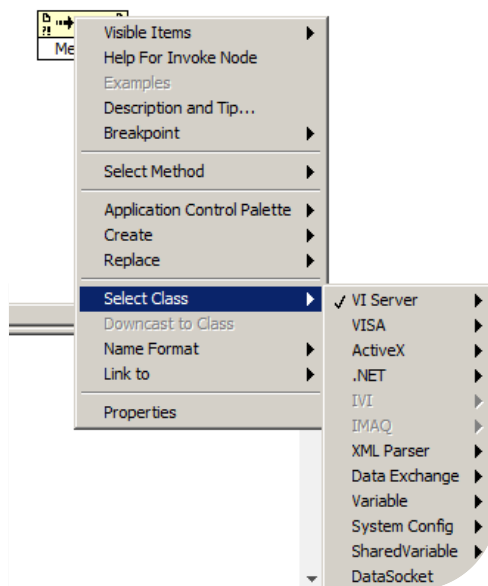 ?!
Me
Visible Items
Help For Invoke Node
Examples
Description and Tip...
Breakpoint
Select Method
Application Control Palette
Create
Replace
Select Class
Downcast to Class
Name Format
Link to
Properties
VI Server
VISA
ActiveX
.NET
IVI
IMAQ
XML Parser
Data Exchange
Variable
System Config
SharedVariable
DataSocket